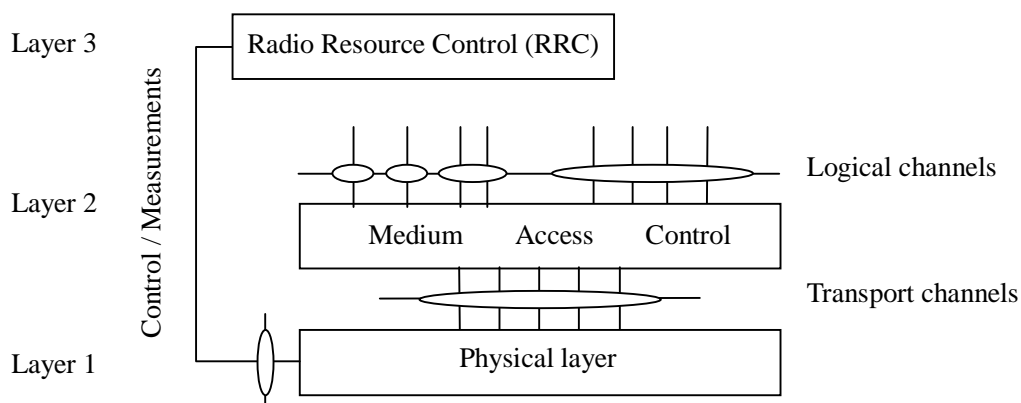 Layer 3
Radio Resource Control (RRC)
Control / Measurements
Logical channels
Layer 2
Medium Access Control
Transport channels
Layer 1
Physical layer